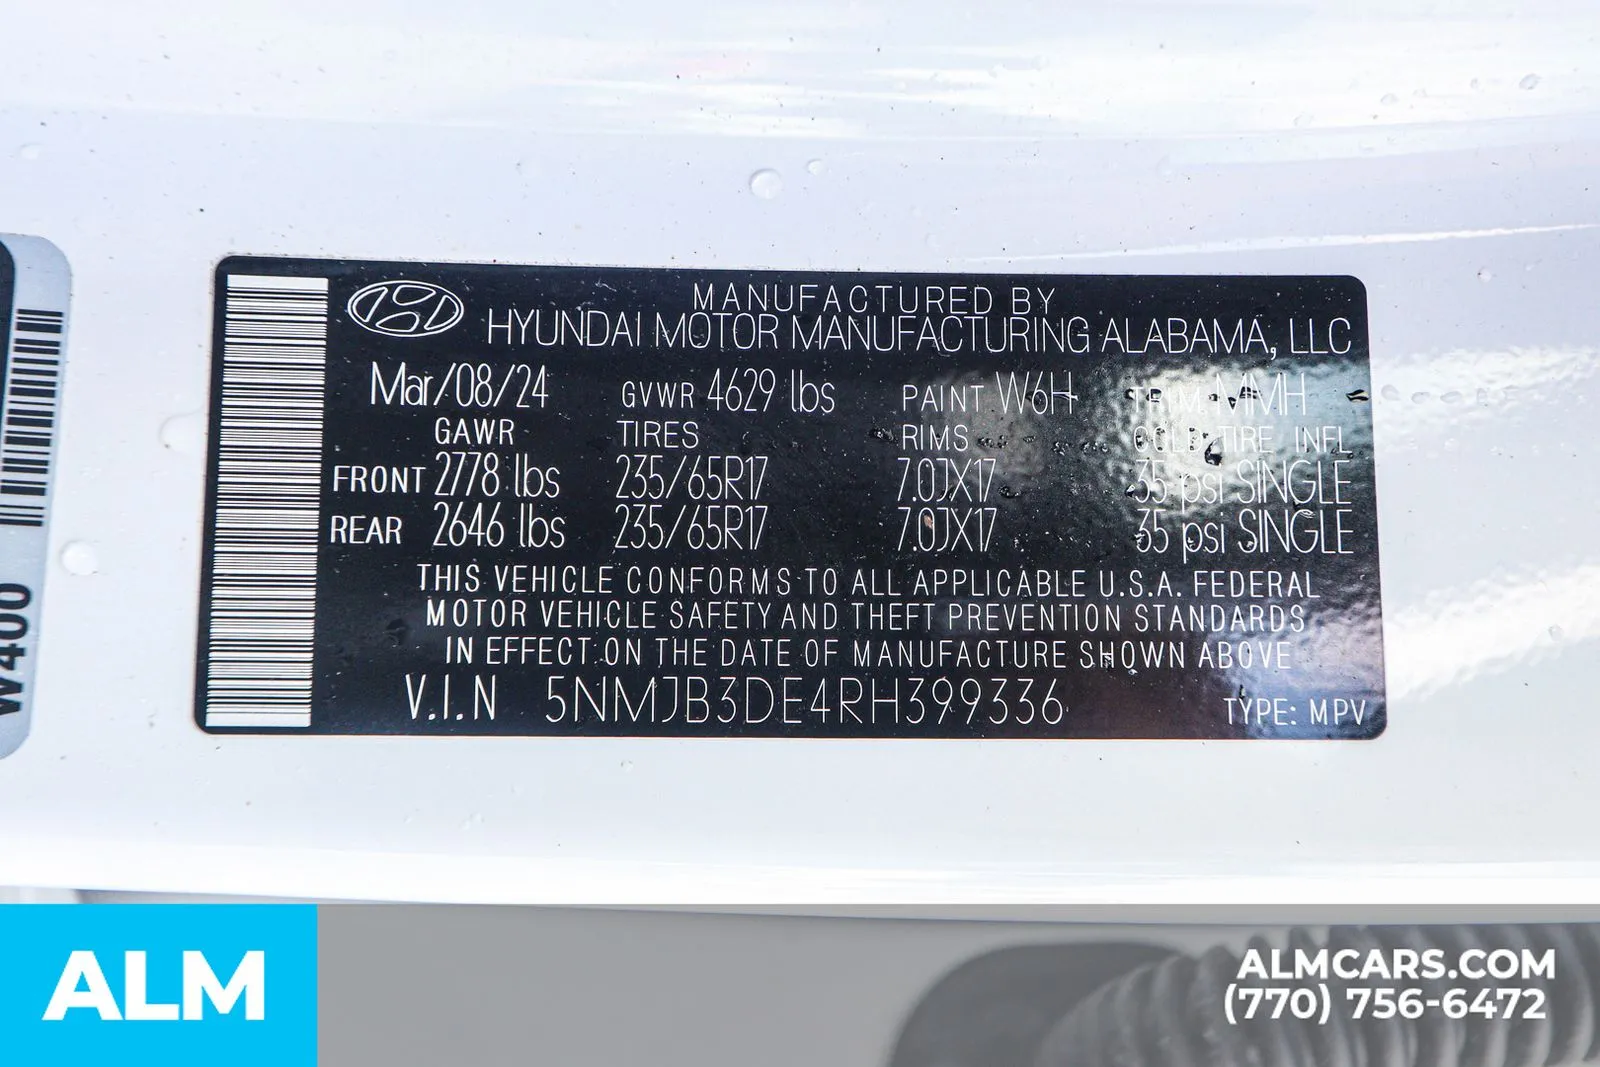 MANUFACTURED BY
HYUNDAI MOTOR MANUFACTURING ALABAMA, LLC
Mar/08/24 GVWR 4629 lbs PAINT W6H TRIM MMH
GAWR TIRES RIMS COLD TIRE INFL
FRONT 2778 lbs 235/65R17 7.0JX17 35 psi SINGLE
REAR 2646 lbs 235/65R17 7.0JX17 35 psi SINGLE
THIS VEHICLE CONFORMS TO ALL APPLICABLE U.S.A. FEDERAL
MOTOR VEHICLE SAFETY AND THEFT PREVENTION STANDARDS
IN EFFECT ON THE DATE OF MANUFACTURE SHOWN ABOVE
V.I.N 5NMJB3DE4RH399336 TYPE: MPV
W400
ALM
ALMCARS.COM
(770) 756-6472